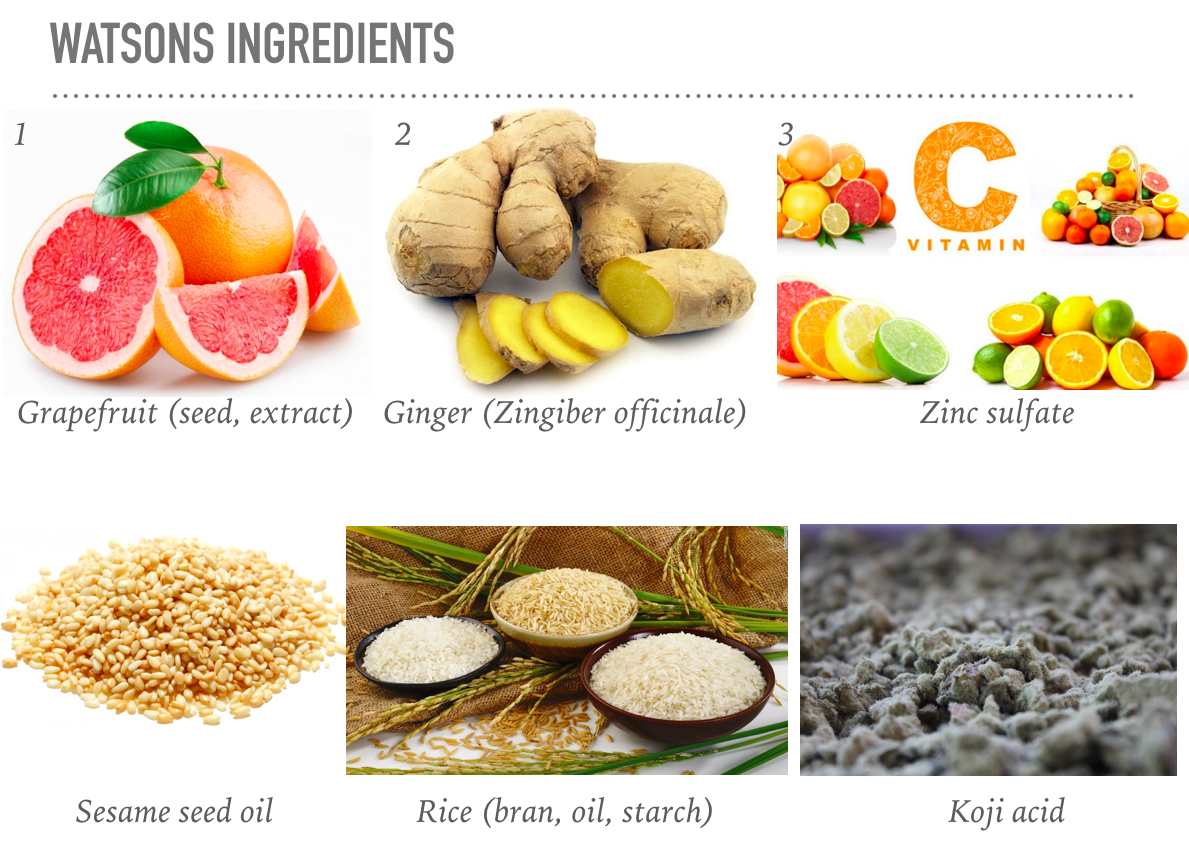 WATSONS INGREDIENTS
1
2
3
C
VITAMIN
Grapefruit (seed, extract)
Ginger (Zingiber officinale)
Zinc sulfate
Sesame seed oil
Rice (bran, oil, starch)
Koji acid